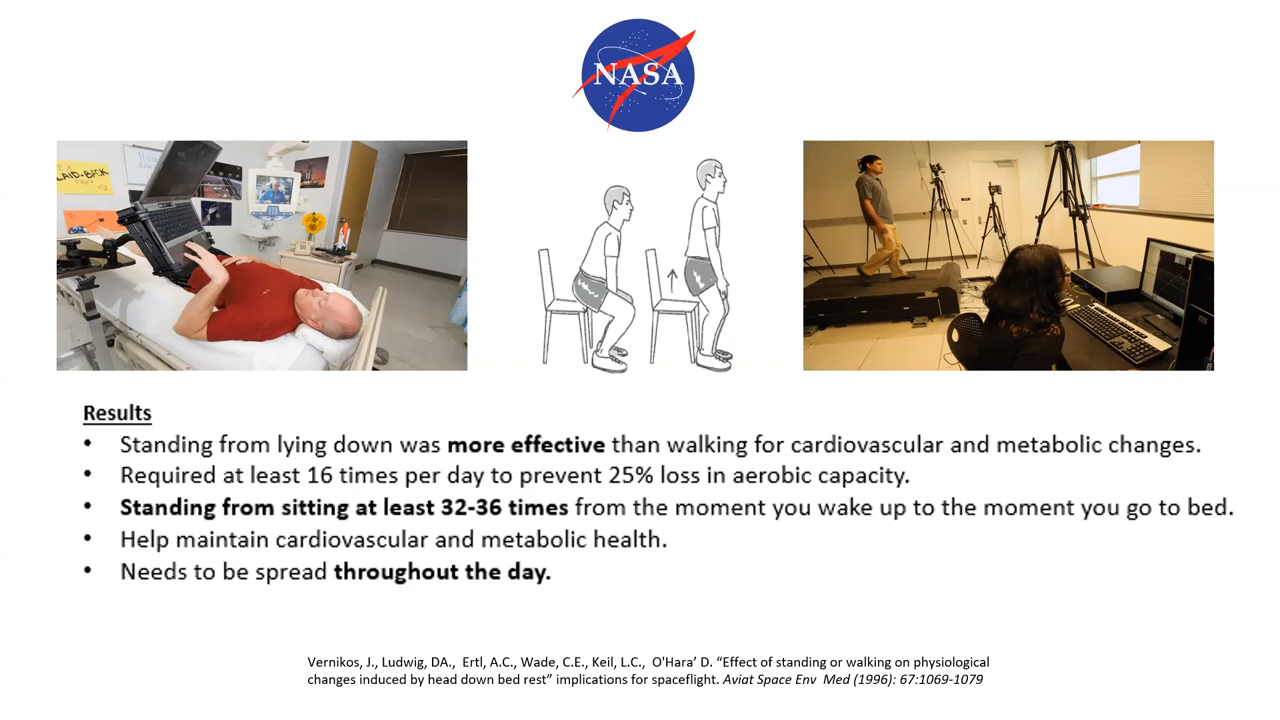 NASA
LAID-BACK
Results
• Standing from lying down was more effective than walking for cardiovascular and metabolic changes.
• Required at least 16 times per day to prevent 25% loss in aerobic capacity.
• Standing from sitting at least 32-36 times from the moment you wake up to the moment you go to bed.
• Help maintain cardiovascular and metabolic health.
• Needs to be spread throughout the day.
Vernikos, J., Ludwig, DA., Ertl, A.C., Wade, C.E., Keil, L.C., O'Hara’ D. “Effect of standing or walking on physiological
changes induced by head down bed rest” implications for spaceflight. Aviat Space Env Med (1996): 67:1069-1079